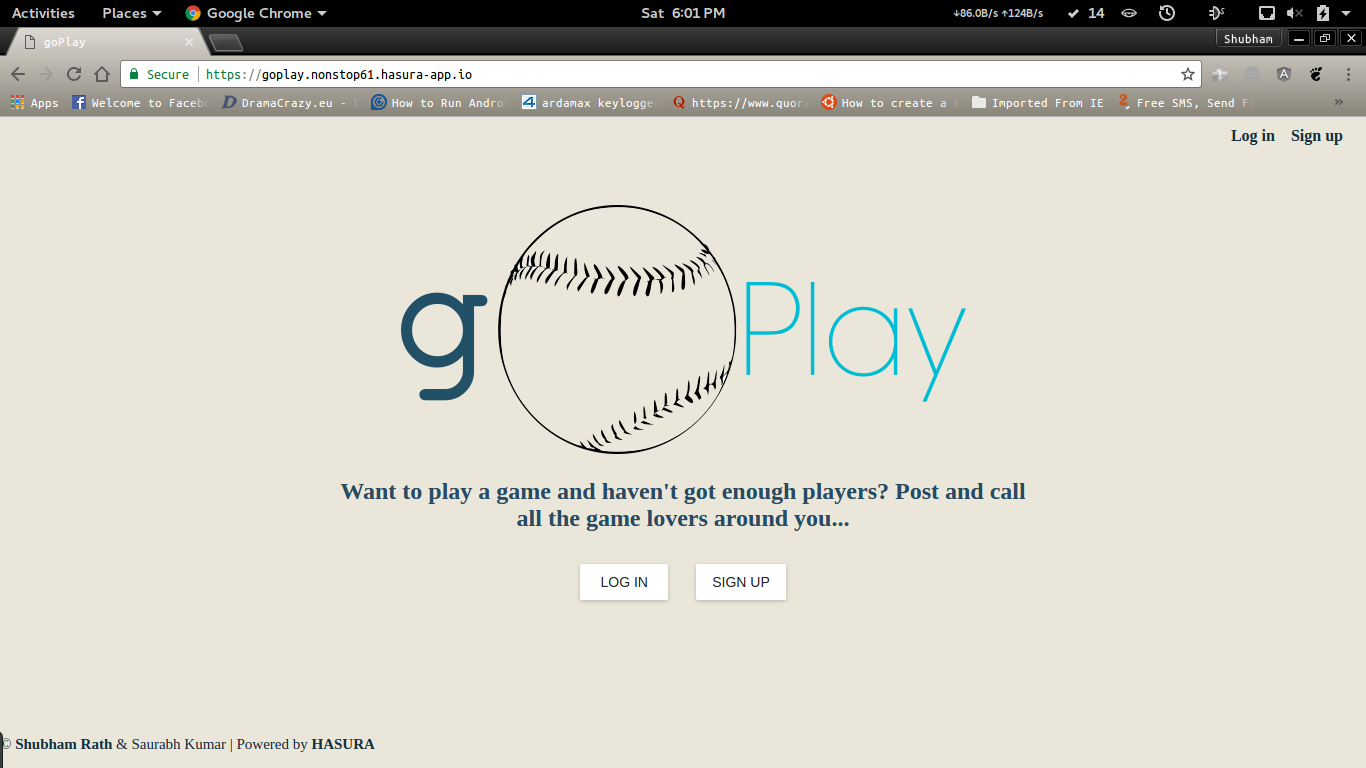 Activities Places Google Chrome Sat 6:01 PM ↓86.0B/s ↑124B/s 14
goPlay Shubham
Secure https://goplay.nonstop61.hasura-app.io
Apps Welcome to Faceb DramaCrazy.eu - How to Run Andro ardamax keylogge https://www.quor How to create a Imported From IE Free SMS, Send F »
Log in Sign up
g Play
Want to play a game and haven't got enough players? Post and call
all the game lovers around you...
LOG IN SIGN UP
© Shubham Rath & Saurabh Kumar | Powered by HASURA